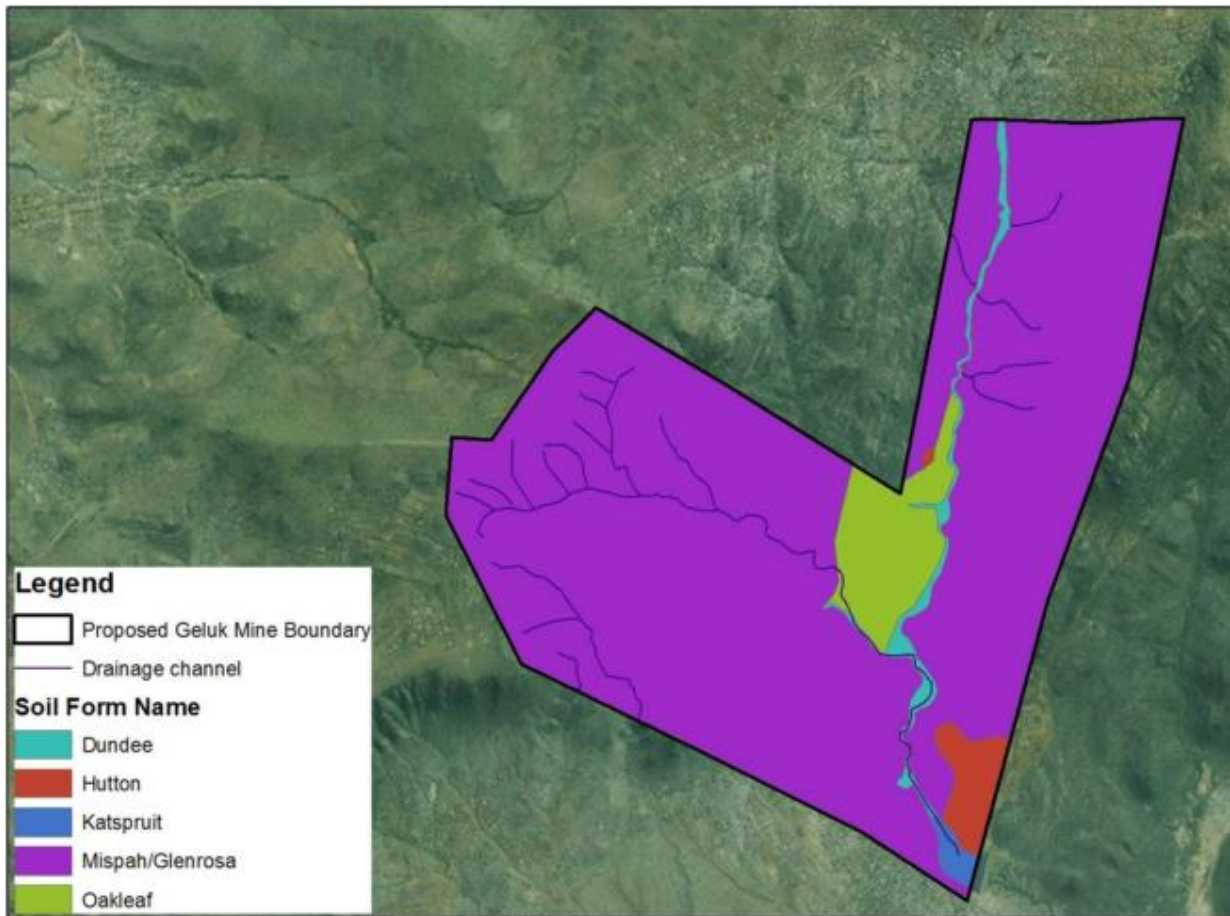 Legend
Proposed Geluk Mine Boundary
Drainage channel
Soil Form Name
Dundee
Hutton
Katspruit
Mispah/Glenrosa
Oakleaf